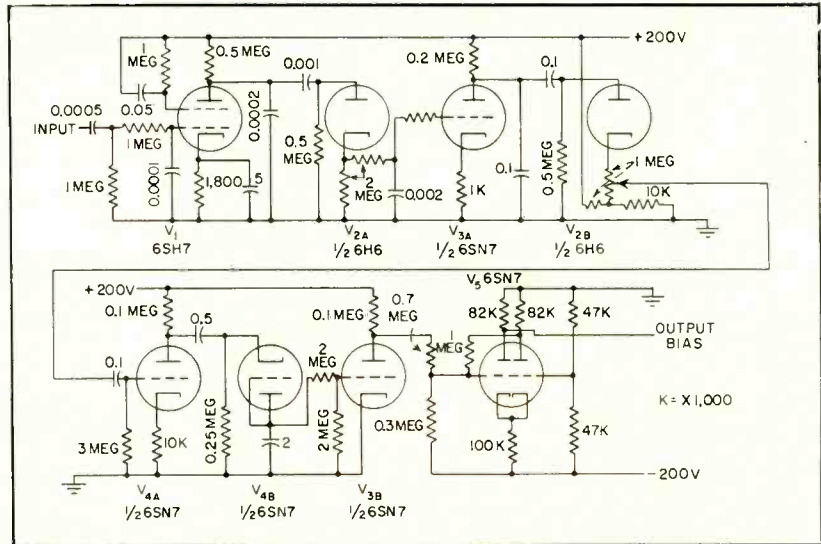 1 MEG
0.5 MEG
0.001
0.2 MEG
0.1
+200V
0.0005
0.05
INPUT
1 MEG
0.0002
0.5 MEG
2 MEG
0.5 MEG
1 MEG
1 MEG
0.0001
1,800
5
0.002
1K
0.1
10K
V1
6SH7
V2A
1/2 6H6
V3A
1/2 6SN7
V2B
1/2 6H6
+200V
0.1 MEG
0.5
0.1 MEG
0.7 MEG
V5 6SN7
82K
82K
47K
1 MEG
OUTPUT BIAS
0.1
2 MEG
K = X 1,000
3 MEG
10K
0.25 MEG
2
2 MEG
0.3 MEG
100K
47K
-200V
V4A
1/2 6SN7
V4B
1/2 6SN7
V3B
1/2 6SN7